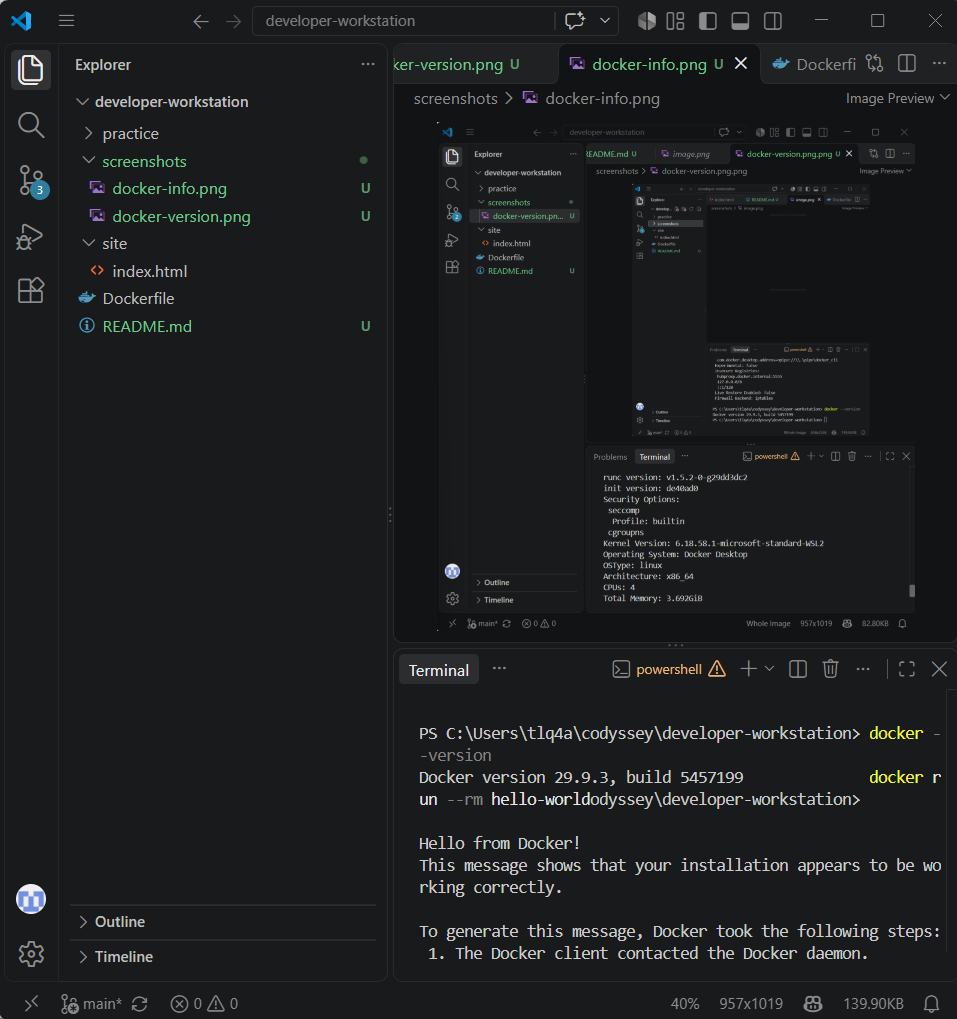 developer-workstation
Explorer
developer-workstation
practice
screenshots
docker-info.png U
docker-version.png U
site
index.html
Dockerfile
README.md U
3
Outline
Timeline
ker-version.png U
docker-info.png U
Dockerfi
screenshots > docker-info.png
Image Preview
developer-workstation
Explorer
developer-workstation
practice
screenshots
docker-version.pn... U
site
index.html
Dockerfile
README.md U
2
Outline
Timeline
README.md U
image.png
docker-version.png.png U
screenshots > docker-version.png.png
Image Preview
Problems
Terminal
powershell
runc version: v1.5.2-0-g29dd3dc2
init version: de40ad0
Security Options:
seccomp
Profile: builtin
cgroupns
Kernel Version: 6.18.58.1-microsoft-standard-WSL2
Operating System: Docker Desktop
OSType: linux
Architecture: x86_64
CPUs: 4
Total Memory: 3.692GiB
main* 0 0
Whole Image 957x1019 82.80KB
Terminal
powershell
PS C:\Users\tlq4a\codyssey\developer-workstation> docker -
-version
Docker version 29.9.3, build 5457199 docker r
un --rm hello-worldodyssey\developer-workstation>
Hello from Docker!
This message shows that your installation appears to be wo
rking correctly.
To generate this message, Docker took the following steps:
1. The Docker client contacted the Docker daemon.
main* 0 0
40% 957x1019 139.90KB